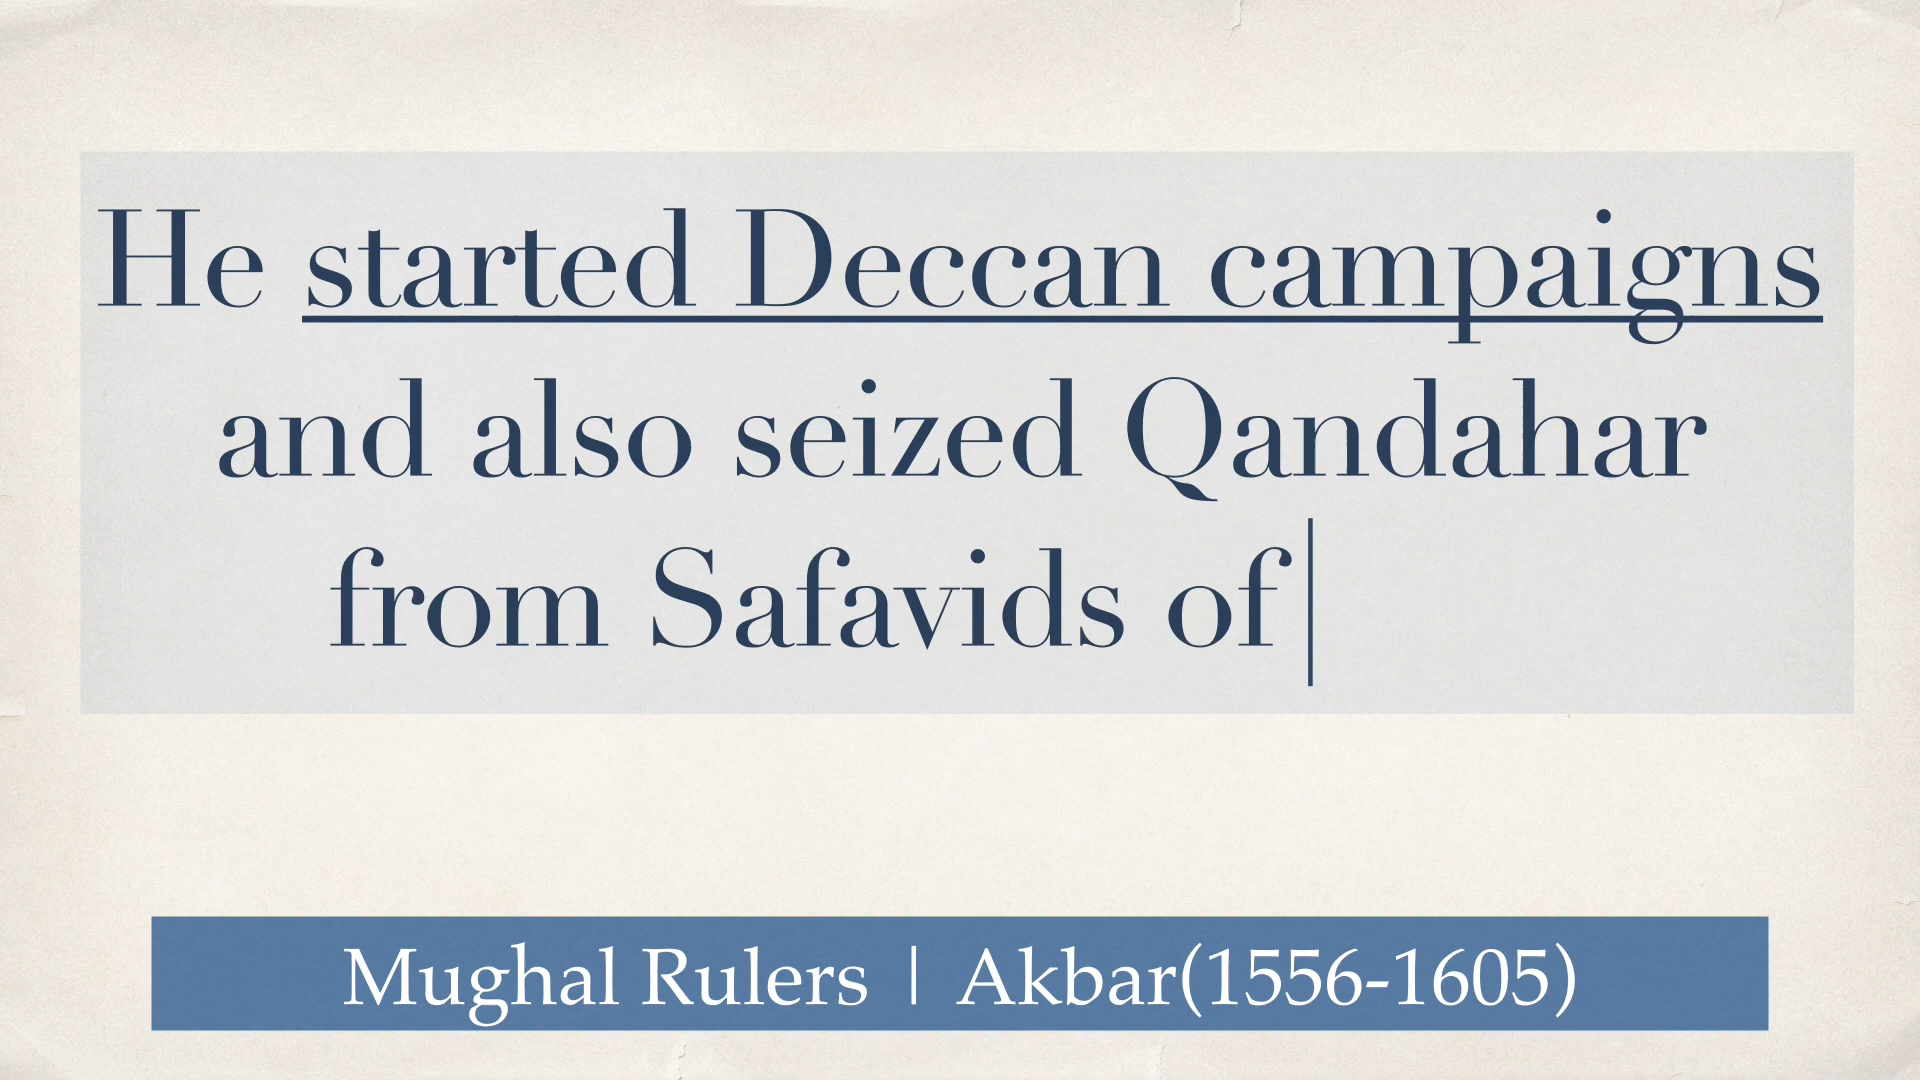 He started Deccan campaigns
and also seized Qandahar
from Safavids of
Mughal Rulers | Akbar(1556-1605)